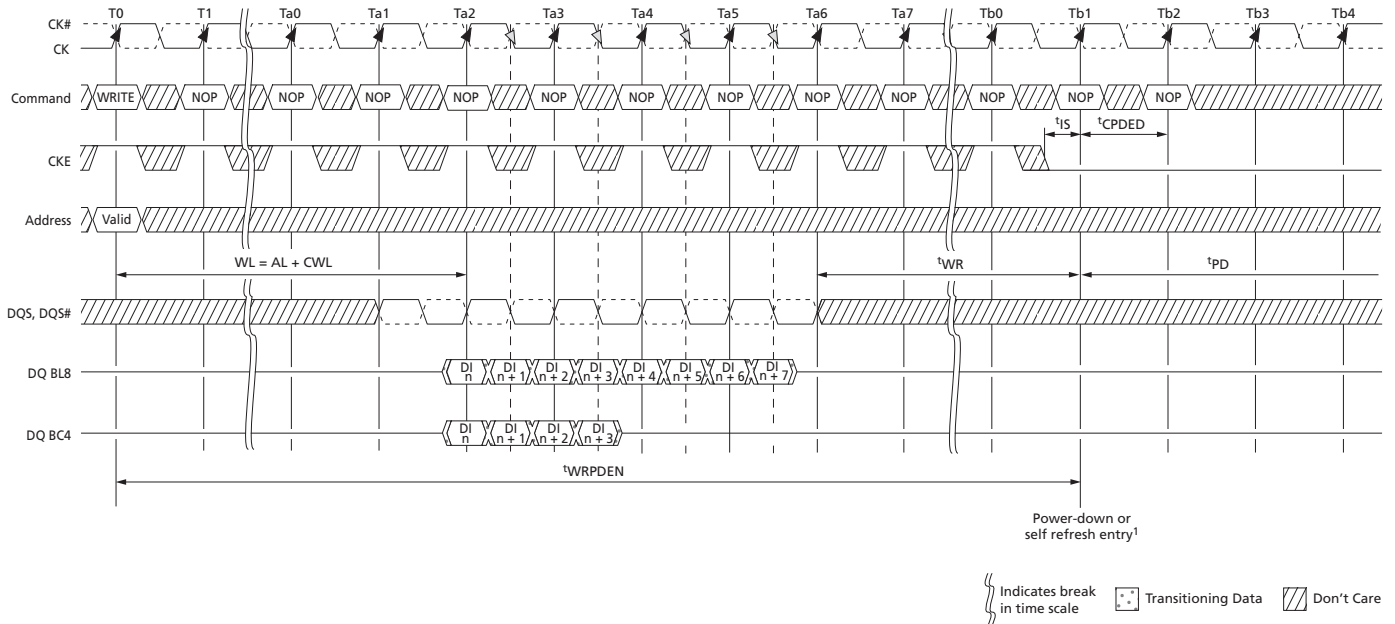 T0 T1 Ta0 Ta1 Ta2 Ta3 Ta4 Ta5 Ta6 Ta7 Tb0 Tb1 Tb2 Tb3 Tb4
CK#
CK
Command WRITE NOP NOP NOP NOP NOP NOP NOP NOP NOP NOP NOP NOP
tIS tCPDED
CKE
Address Valid
WL = AL + CWL tWR tPD
DQS, DQS#
DQ BL8 DI n DI n + 1 DI n + 2 DI n + 3 DI n + 4 DI n + 5 DI n + 6 DI n + 7
DQ BC4 DI n DI n + 1 DI n + 2 DI n + 3
tWRPDEN
Power-down or
self refresh entry1
Indicates break
in time scale
Transitioning Data
Don't Care